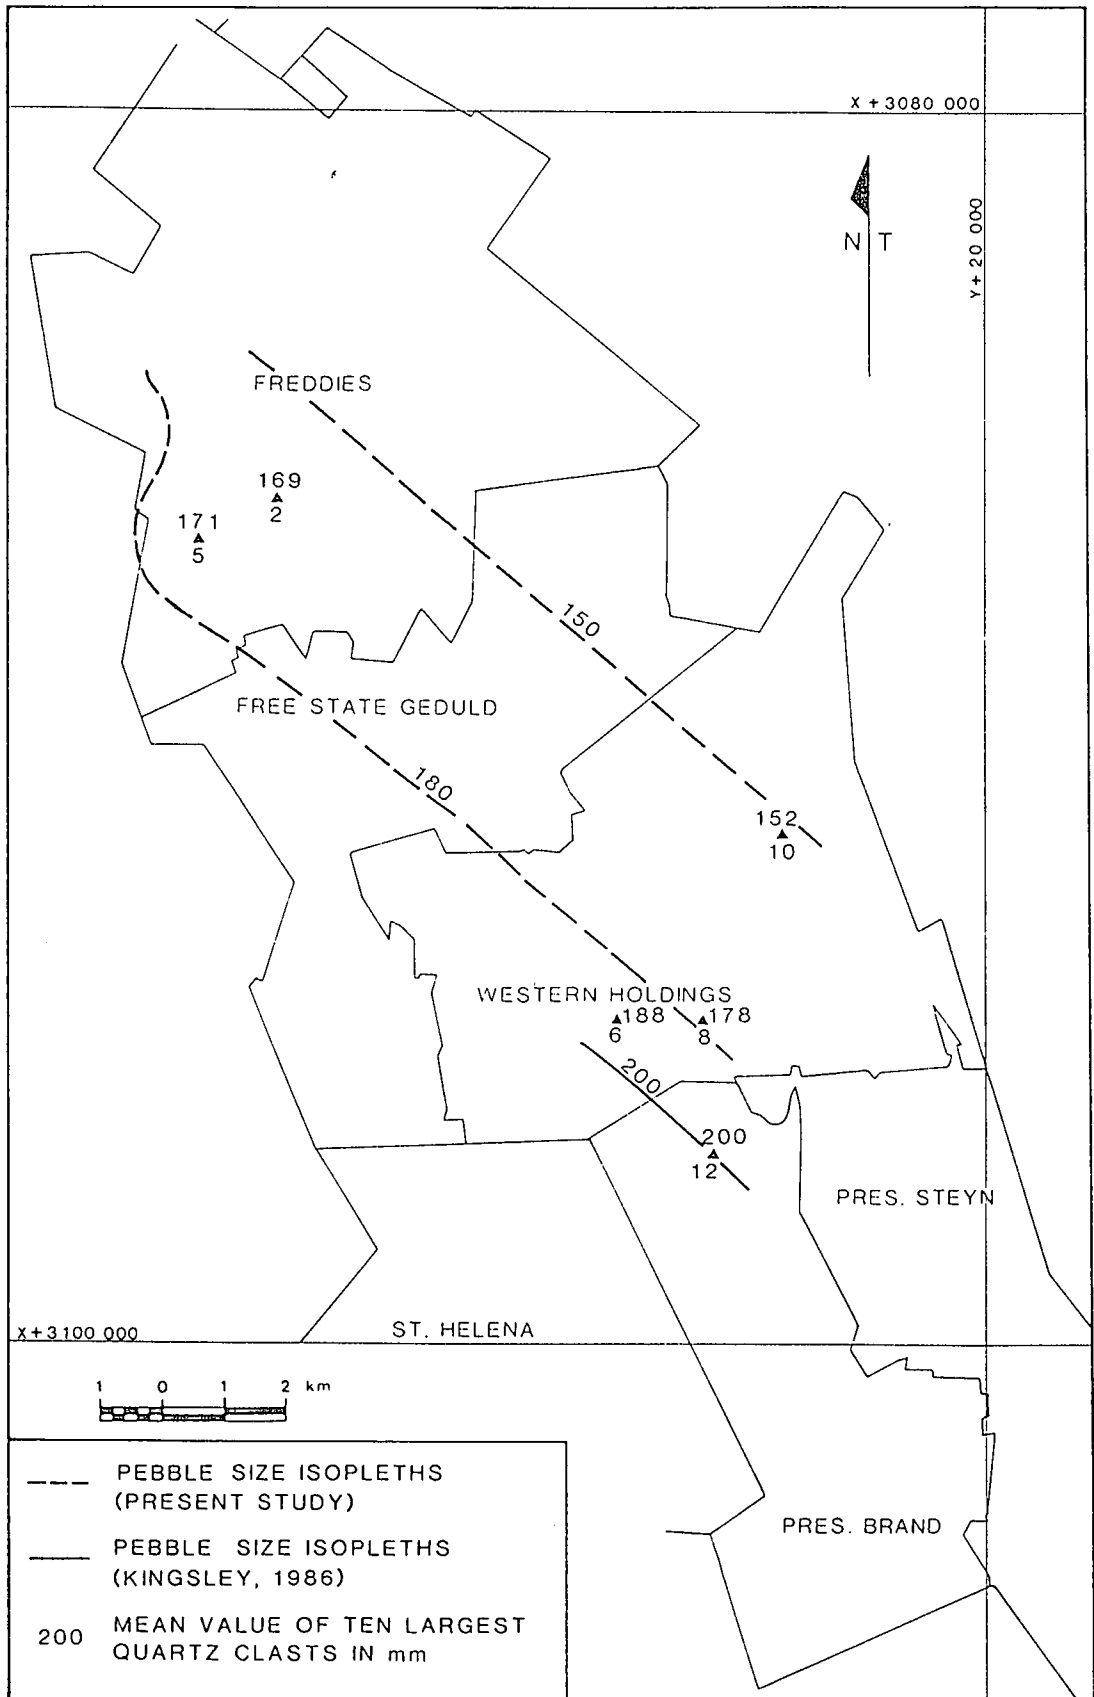 X + 3080 000
Y + 20 000
N T
FREDDIES
169
2
171
5
150
FREE STATE GEDULD
180
152
10
WESTERN HOLDINGS
188
6
178
8
200
200
12
PRES. STEYN
X + 3100 000
ST. HELENA
1 0 1 2 km
PEBBLE SIZE ISOPLETHS
(PRESENT STUDY)
PEBBLE SIZE ISOPLETHS
(KINGSLEY, 1986)
200 MEAN VALUE OF TEN LARGEST
QUARTZ CLASTS IN mm
PRES. BRAND